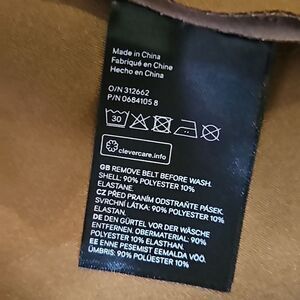 Made in China
Fabriqué en Chine
Hecho en China
O/N 312662
P/N 0684105 8
30
clevercare.info
GB REMOVE BELT BEFORE WASH.
SHELL: 90% POLYESTER 10%
ELASTANE.
CZ PŘED PRANÍM ODSTRAŇTE PÁSEK.
SVRCHNÍ LÁTKA: 90% POLYESTER 10%
ELASTAN.
DE DEN GÜRTEL VOR DER WÄSCHE
ENTFERNEN. OBERMATERIAL: 90%
POLYESTER 10% ELASTHAN.
EE ENNE PESEMIST EEMALDA VÖÖ.
ÜMBRIS: 90% POLÜESTER 10%